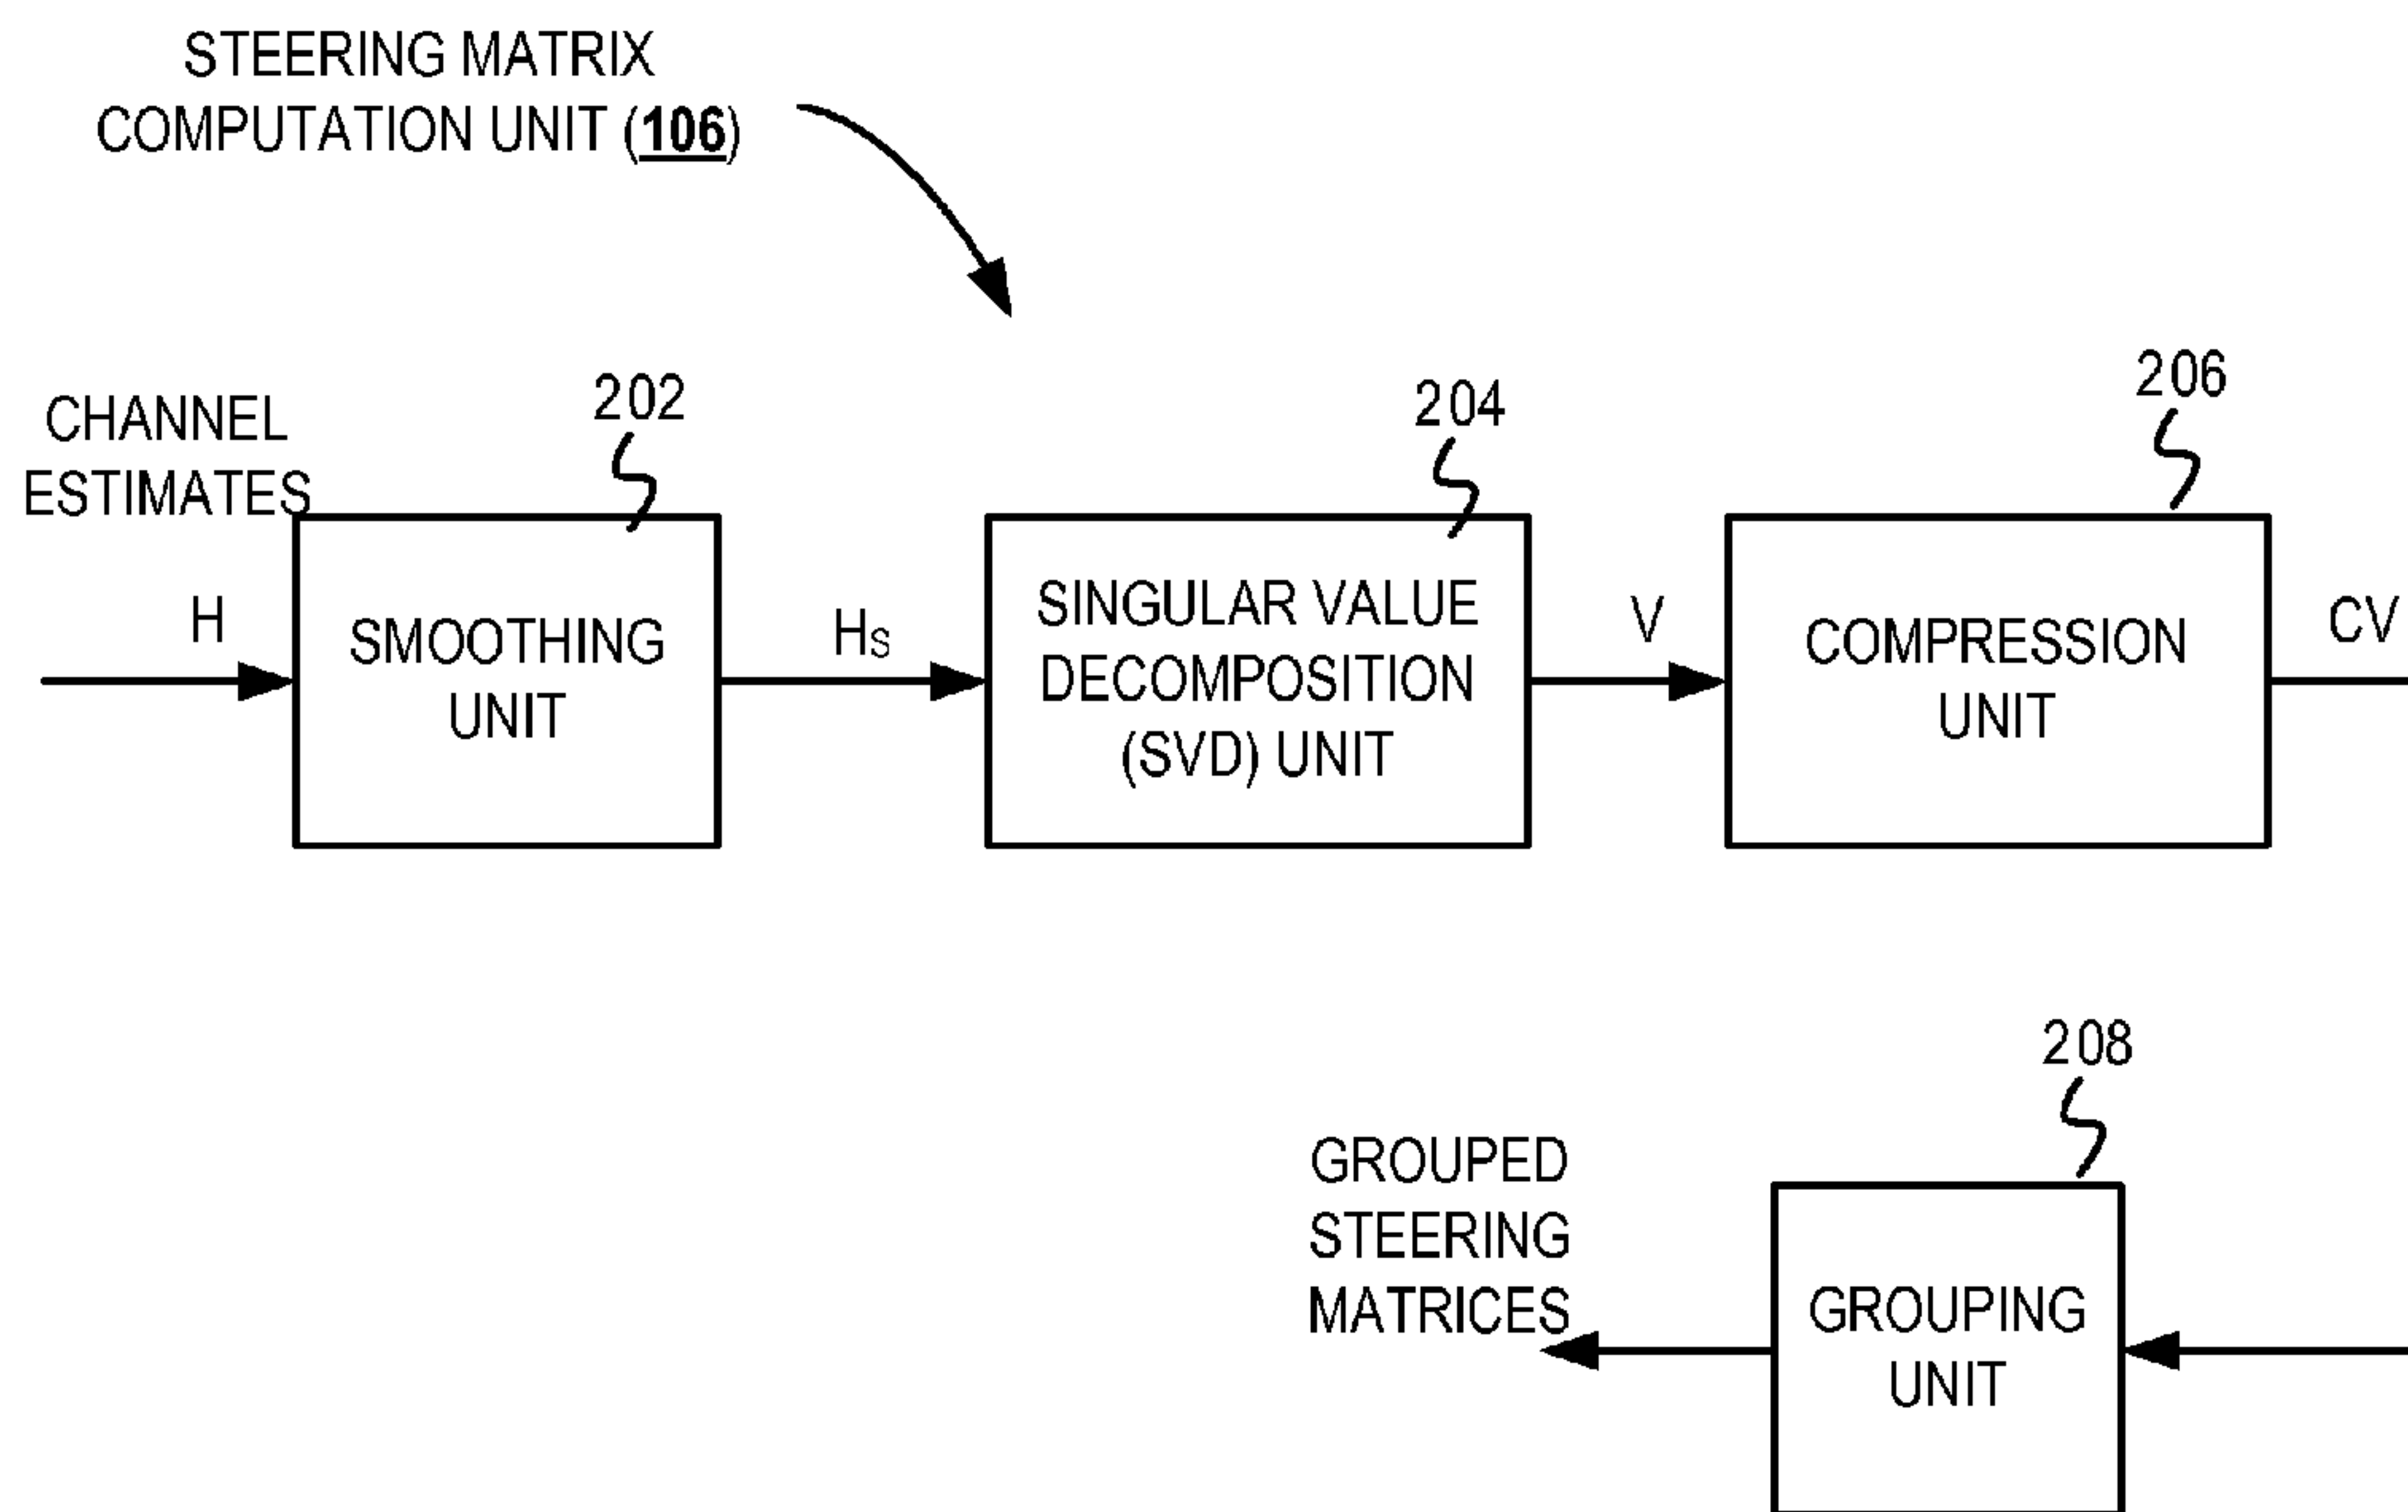 STEERING MATRIX
COMPUTATION UNIT (106)
CHANNEL
ESTIMATES
202
204
206
H
SMOOTHING
UNIT
HS
SINGULAR VALUE
DECOMPOSITION
(SVD) UNIT
V
COMPRESSION
UNIT
CV
208
GROUPED
STEERING
MATRICES
GROUPING
UNIT